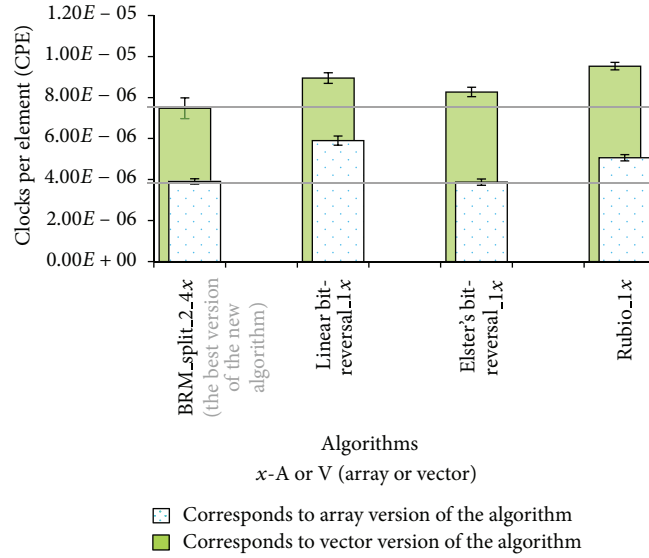 1.20E − 05
1.00E − 05
8.00E − 06
6.00E − 06
4.00E − 06
2.00E − 06
0.00E + 00
Clocks per element (CPE)
BRM_split_2_4x
(the best version
of the new
algorithm)
Linear bit-
reversal_1x
Elster's bit-
reversal_1x
Rubio_1x
Algorithms
x-A or V (array or vector)
Corresponds to array version of the algorithm
Corresponds to vector version of the algorithm